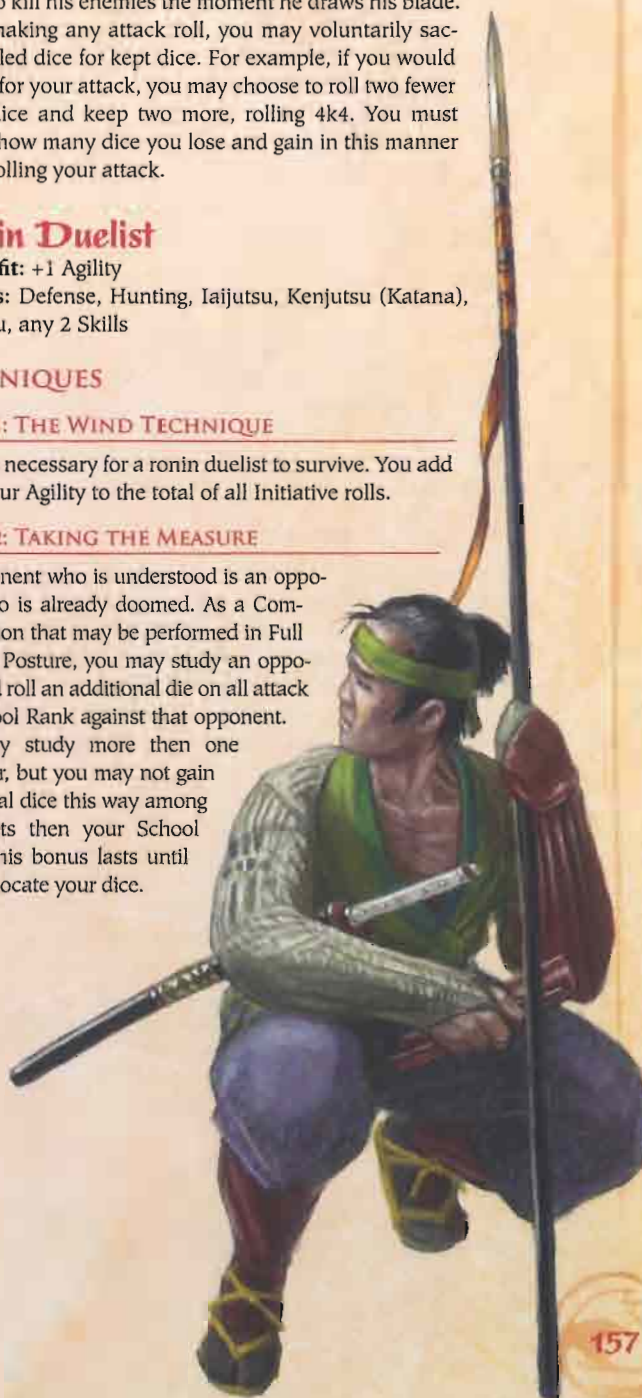 kill his enemies the moment he draws his blade.
making any attack roll, you may voluntarily sac-
led dice for kept dice. For example, if you would
for your attack, you may choose to roll two fewer
ice and keep two more, rolling 4k4. You must
how many dice you lose and gain in this manner
olling your attack.
in Duelist
fit: +1 Agility
s: Defense, Hunting, Iaijutsu, Kenjutsu (Katana),
u, any 2 Skills
NIQUES
: THE WIND TECHNIQUE
necessary for a ronin duelist to survive. You add
ur Agility to the total of all Initiative rolls.
: TAKING THE MEASURE
nent who is understood is an oppo-
o is already doomed. As a Com-
on that may be performed in Full
Posture, you may study an oppo-
roll an additional die on all attack
ool Rank against that opponent.
y study more then one
r, but you may not gain
al dice this way among
ts then your School
his bonus lasts until
ocate your dice.
157